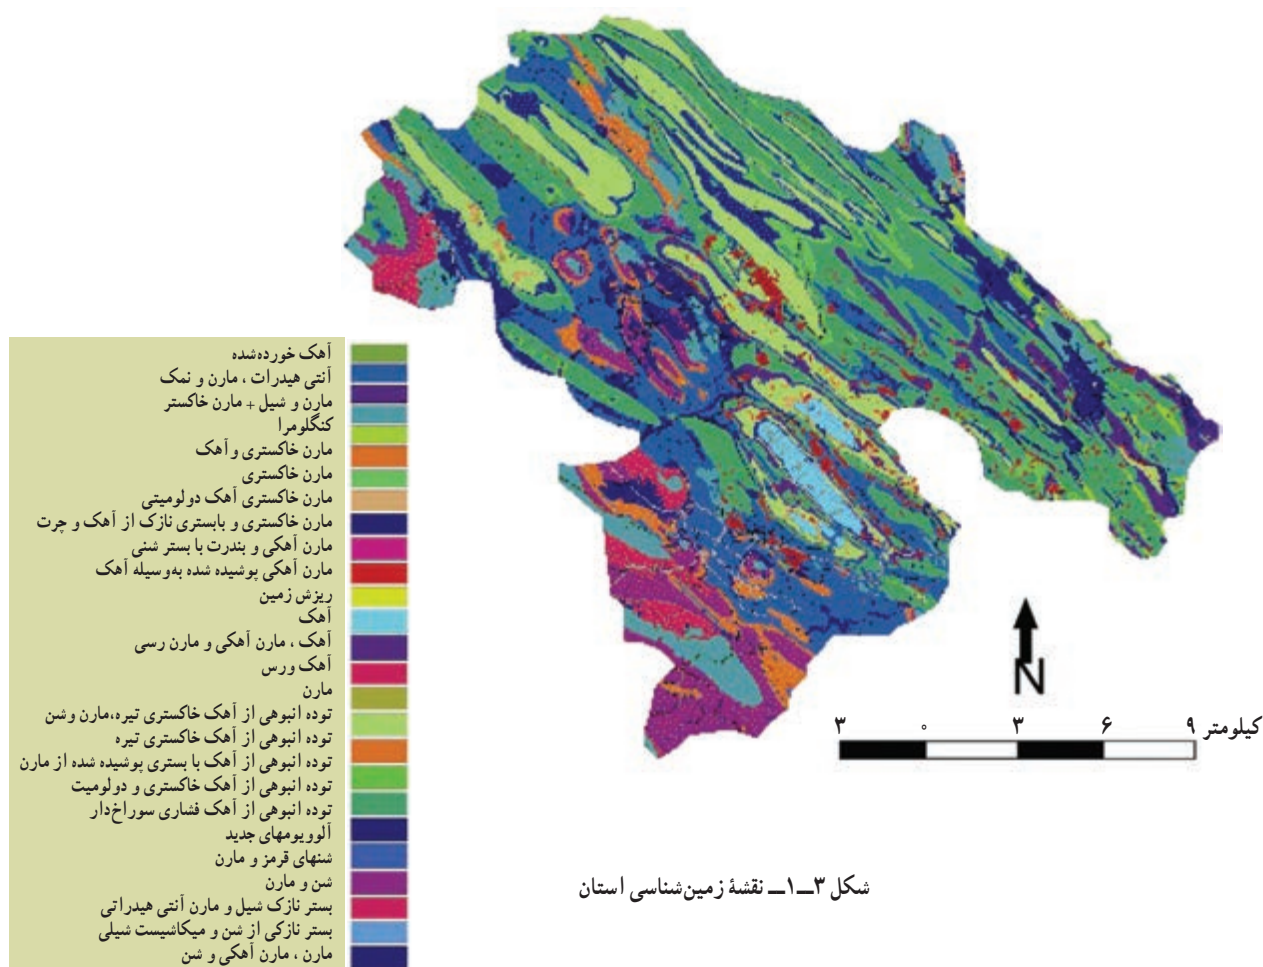 آهک خورده‌شده
آنتی هیدرات ، مارن و نمک
مارن و شیل + مارن خاکستر
کنگلومرا
مارن خاکستری و آهک
مارن خاکستری
مارن خاکستری آهک دولومیتی
مارن خاکستری و بابستری نازک از آهک و چرت
مارن آهکی و بندرت با بستر شنی
مارن آهکی پوشیده شده به‌وسیله آهک
ریزش زمین
آهک
آهک ، مارن آهکی و مارن رسی
آهک ورس
مارن
توده انبوهی از آهک خاکستری تیره،مارن وشن
توده انبوهی از آهک خاکستری تیره
توده انبوهی از آهک با بستری پوشیده شده از مارن
توده انبوهی از آهک خاکستری و دولومیت
توده انبوهی از آهک فشاری سوراخ‌دار
آلوویومهای جدید
شنهای قرمز و مارن
شن و مارن
بستر نازک شیل و مارن آنتی هیدراتی
بستر نازکی از شن و میکاشیست شیلی
مارن ، مارن آهکی و شن
N
۳ ۰ ۳ ۶ ۹ کیلومتر
شکل ۳ــ۱ــ نقشهٔ زمین‌شناسی استان